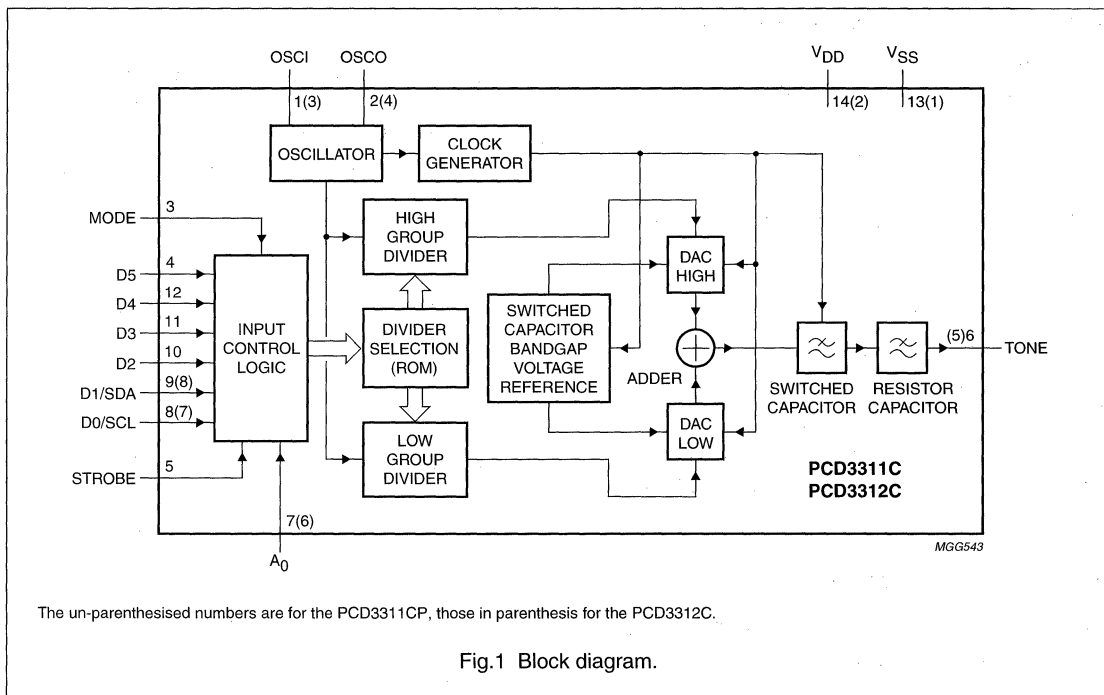 OSCI OSCO
VDD VSS
1(3) 2(4) 14(2) 13(1)
OSCILLATOR
CLOCK
GENERATOR
MODE 3
HIGH
GROUP
DIVIDER
DAC
HIGH
D5 4
D4 12
D3 11
D2 10
D1/SDA 9(8)
D0/SCL 8(7)
STROBE 5
INPUT
CONTROL
LOGIC
DIVIDER
SELECTION
(ROM)
SWITCHED
CAPACITOR
BANDGAP
VOLTAGE
REFERENCE
ADDER
SWITCHED
CAPACITOR
RESISTOR
CAPACITOR
(5)6
TONE
LOW
GROUP
DIVIDER
DAC
LOW
PCD3311C
PCD3312C
7(6)
A0
MGG543
The un-parenthesised numbers are for the PCD3311CP, those in parenthesis for the PCD3312C.
Fig.1 Block diagram.